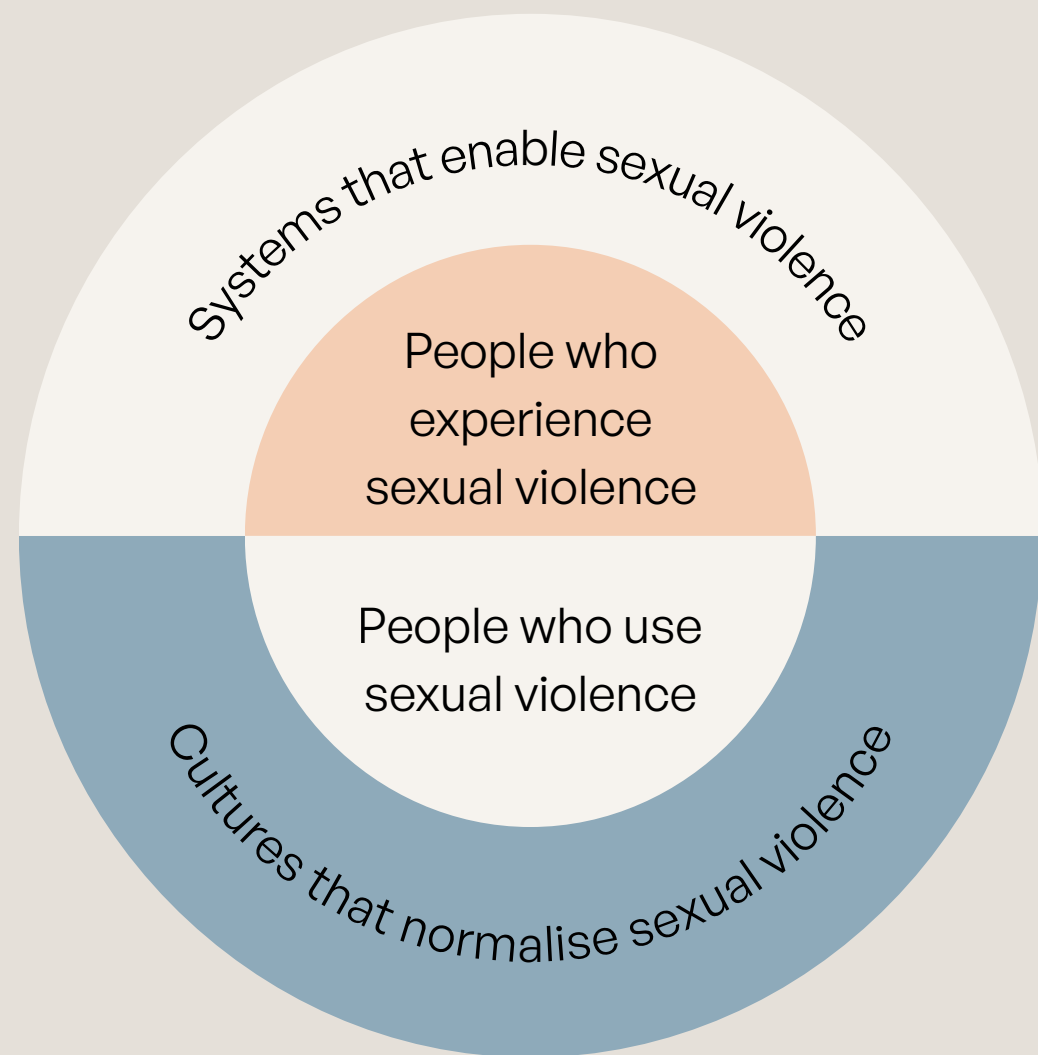 Systems that enable sexual violence
People who
experience
sexual violence
People who use
sexual violence
Cultures that normalise sexual violence